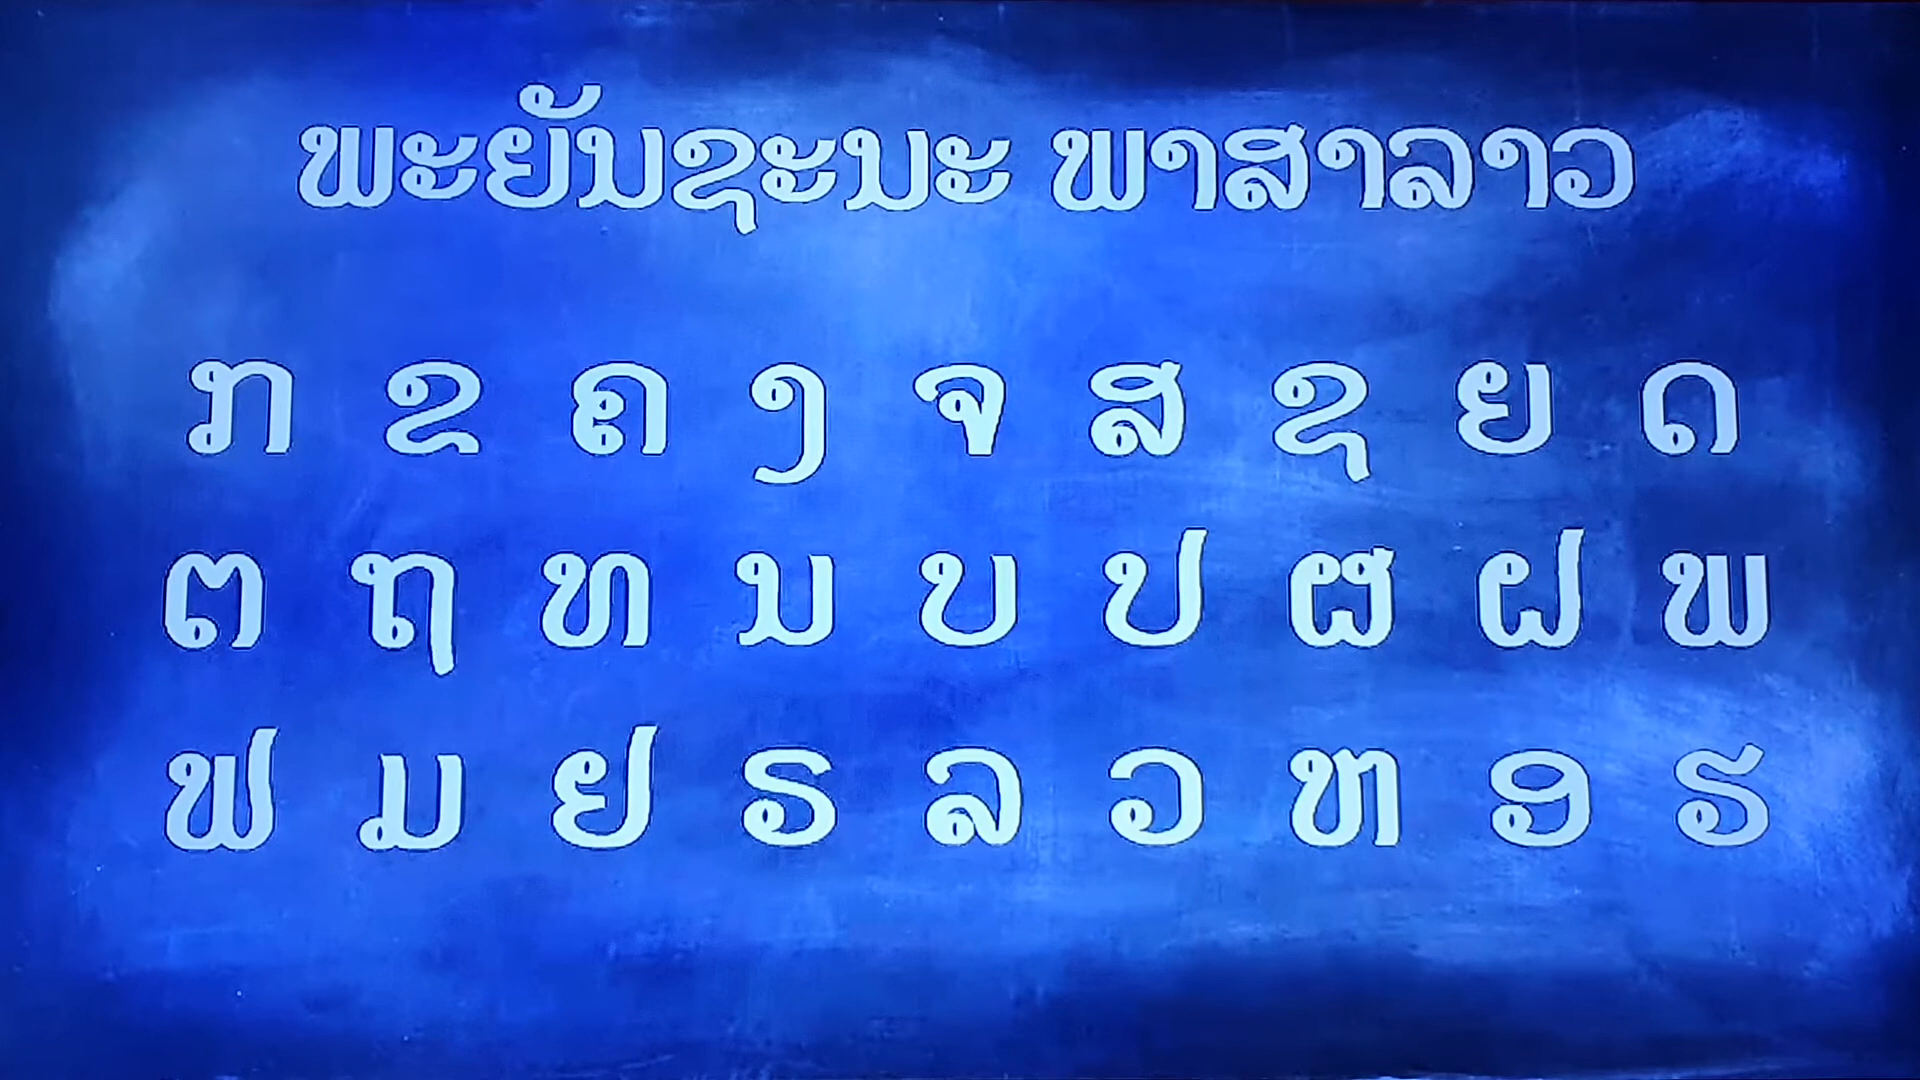 ພະຍັນຊະນະ ພາສາລາວ
ກ ຂ ຄ ງ ຈ ສ ຊ ຍ ດ
ຕ ຖ ທ ນ ບ ປ ຜ ຝ ພ
ຟ ມ ຢ ຣ ລ ວ ຫ ອ ຮ